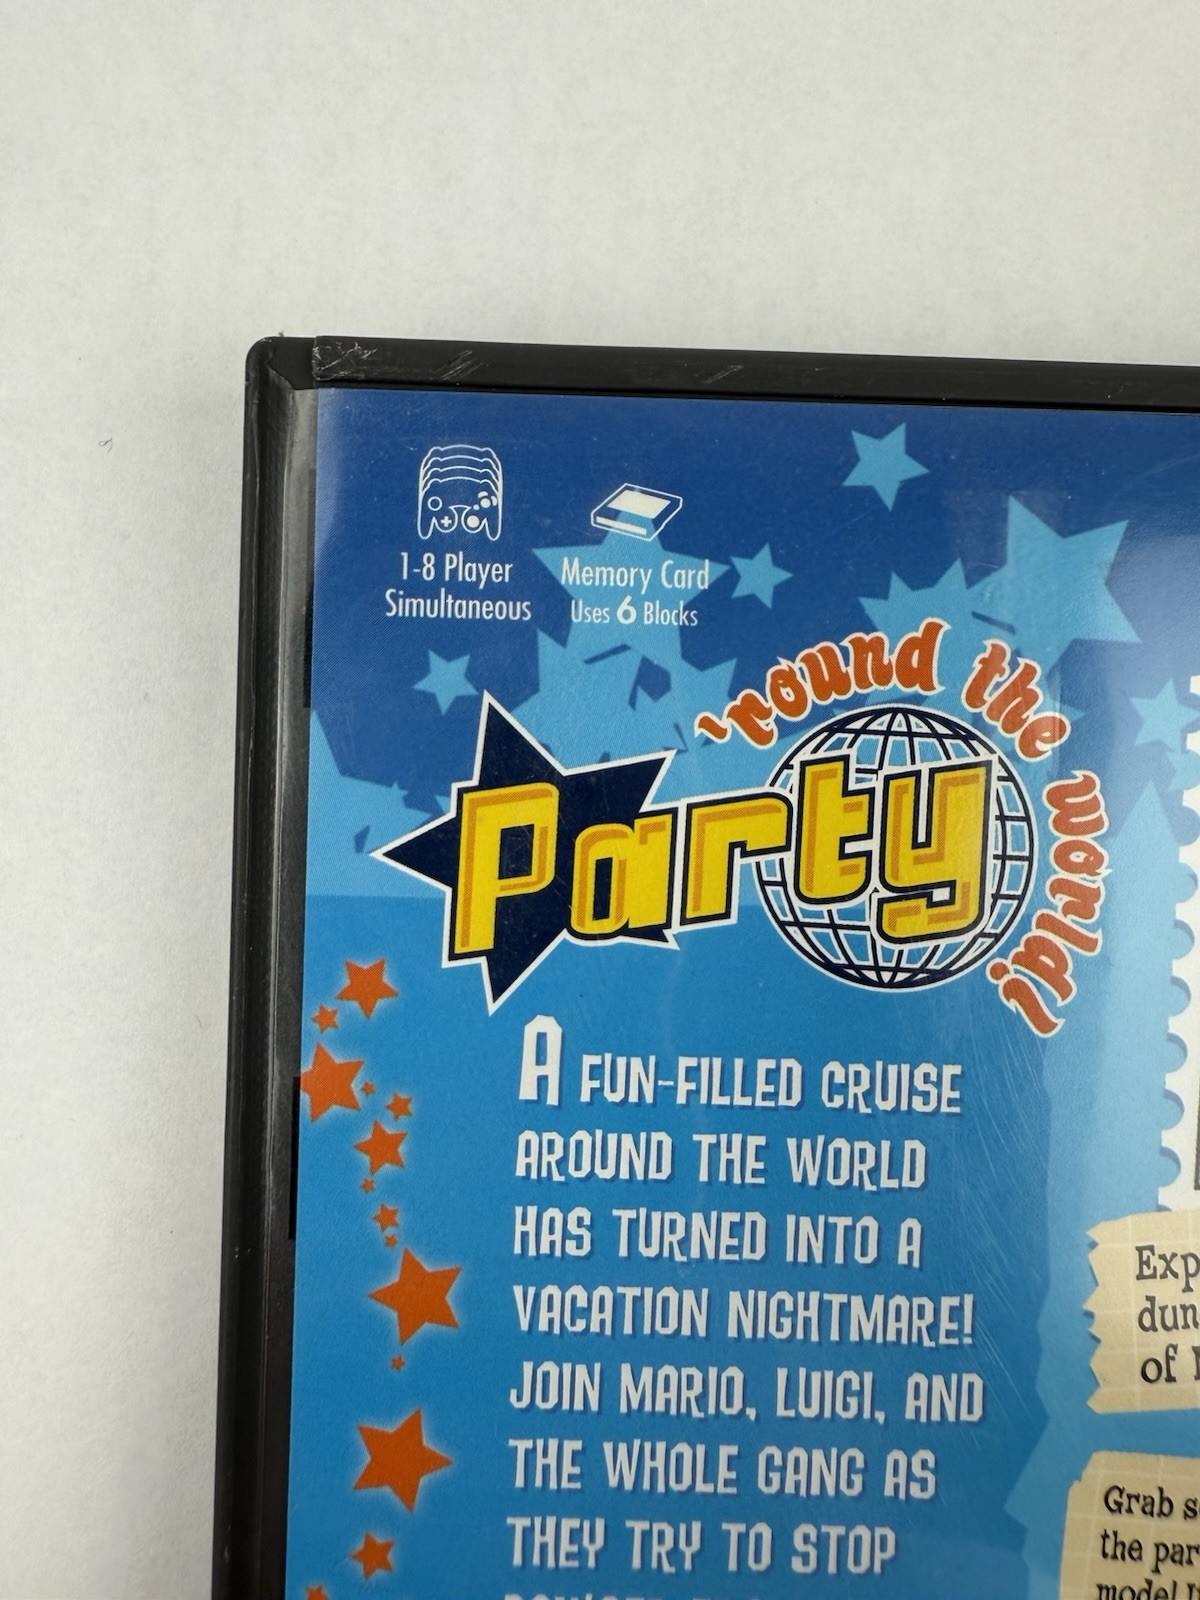 1-8 Player
Simultaneous
Memory Card
Uses 6 Blocks
'round the world!
Party
A FUN-FILLED CRUISE
AROUND THE WORLD
HAS TURNED INTO A
VACATION NIGHTMARE!
JOIN MARIO, LUIGI, AND
THE WHOLE GANG AS
THEY TRY TO STOP
Exp
dun
of
Grab s
the par